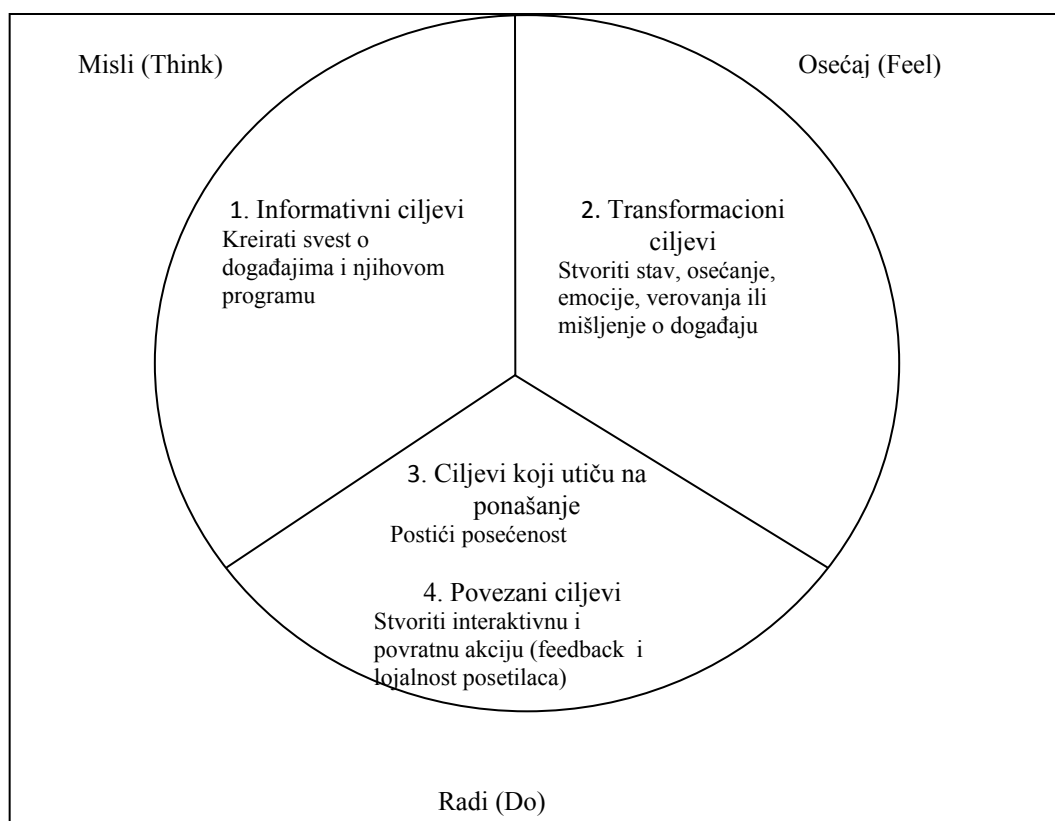 Misli (Think)
Osećaj (Feel)
1. Informativni ciljevi
Kreirati svest o
događajima i njihovom
programu
2. Transformacioni
ciljevi
Stvoriti stav, osećanje,
emocije, verovanja ili
mišljenje o događaju
3. Ciljevi koji utiču na
ponašanje
Postići posećenost
4. Povezani ciljevi
Stvoriti interaktivnu i
povratnu akciju (feedback i
lojalnost posetilaca)
Radi (Do)